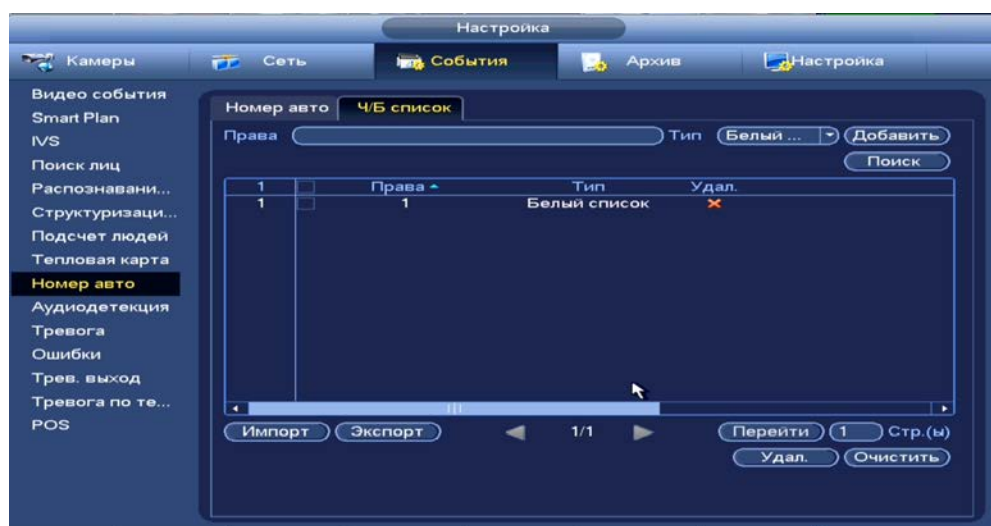 Настройка
Камеры Сеть События Архив Настройка
Видео события
Smart Plan
IVS
Поиск лиц
Распознавани...
Структуризаци...
Подсчет людей
Тепловая карта
Номер авто
Аудиодетекция
Тревога
Ошибки
Трев. выход
Тревога по те...
POS
Номер авто Ч/Б список
Права Тип Белый ... Добавить
Поиск
1 Права Тип Удал.
1 1 Белый список
Импорт Экспорт 1/1 Перейти 1 Стр.(ы)
Удал. Очистить